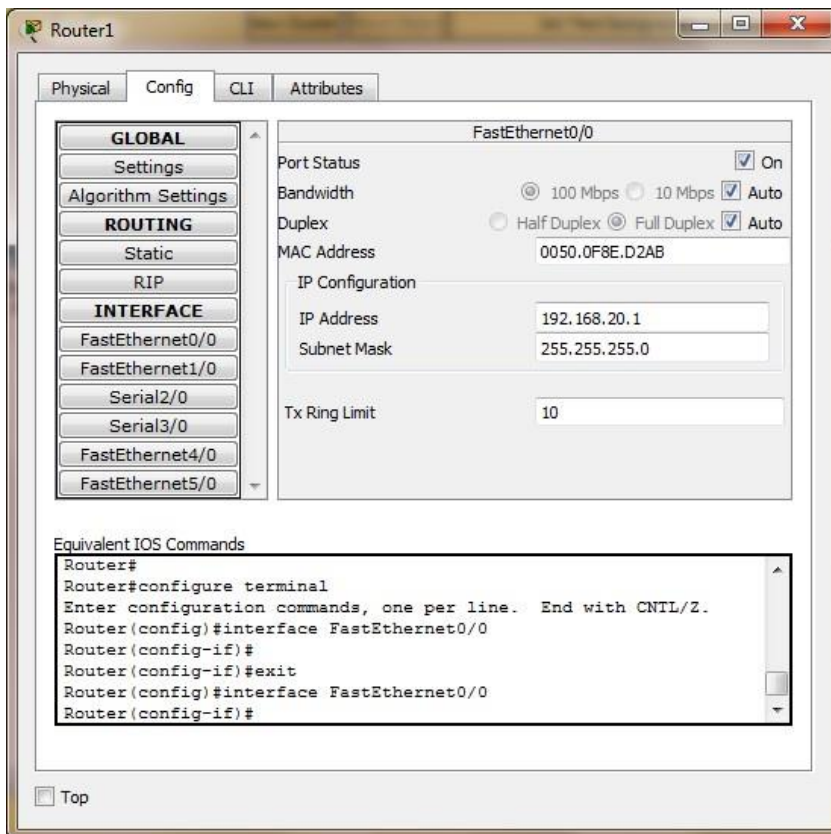 Router1
Physical Config CLI Attributes
GLOBAL
Settings
Algorithm Settings
ROUTING
Static
RIP
INTERFACE
FastEthernet0/0
FastEthernet1/0
Serial2/0
Serial3/0
FastEthernet4/0
FastEthernet5/0
FastEthernet0/0
Port Status On
Bandwidth 100 Mbps 10 Mbps Auto
Duplex Half Duplex Full Duplex Auto
MAC Address 0050.0F8E.D2AB
IP Configuration
IP Address 192.168.20.1
Subnet Mask 255.255.255.0
Tx Ring Limit 10
Equivalent IOS Commands
Router#
Router#configure terminal
Enter configuration commands, one per line. End with CNTL/Z.
Router(config)#interface FastEthernet0/0
Router(config-if)#
Router(config-if)#exit
Router(config)#interface FastEthernet0/0
Router(config-if)#
Top